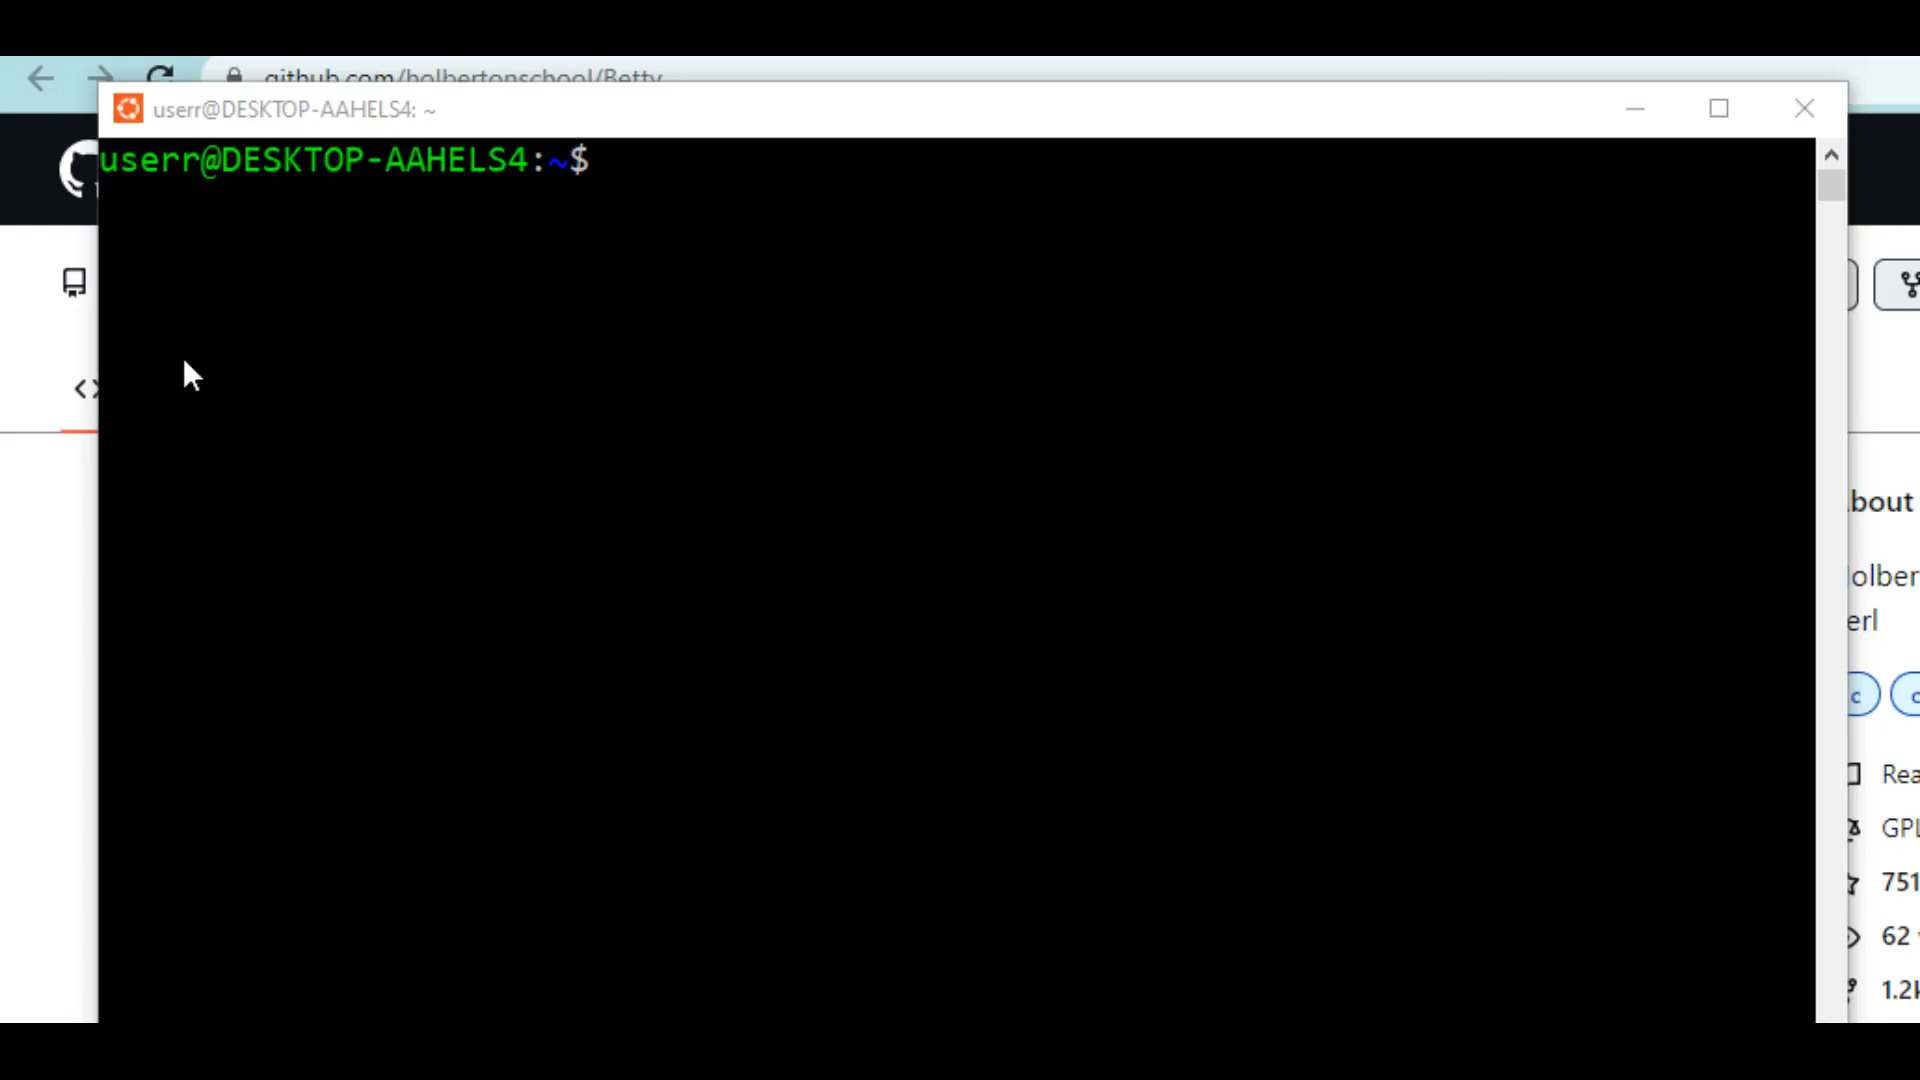 github.com/holbertonschool/Betty
userr@DESKTOP-AAHELS4: ~
userr@DESKTOP-AAHELS4:~$
<>
bout
olber
erl
c
Rea
GPL
751
62
1.2k